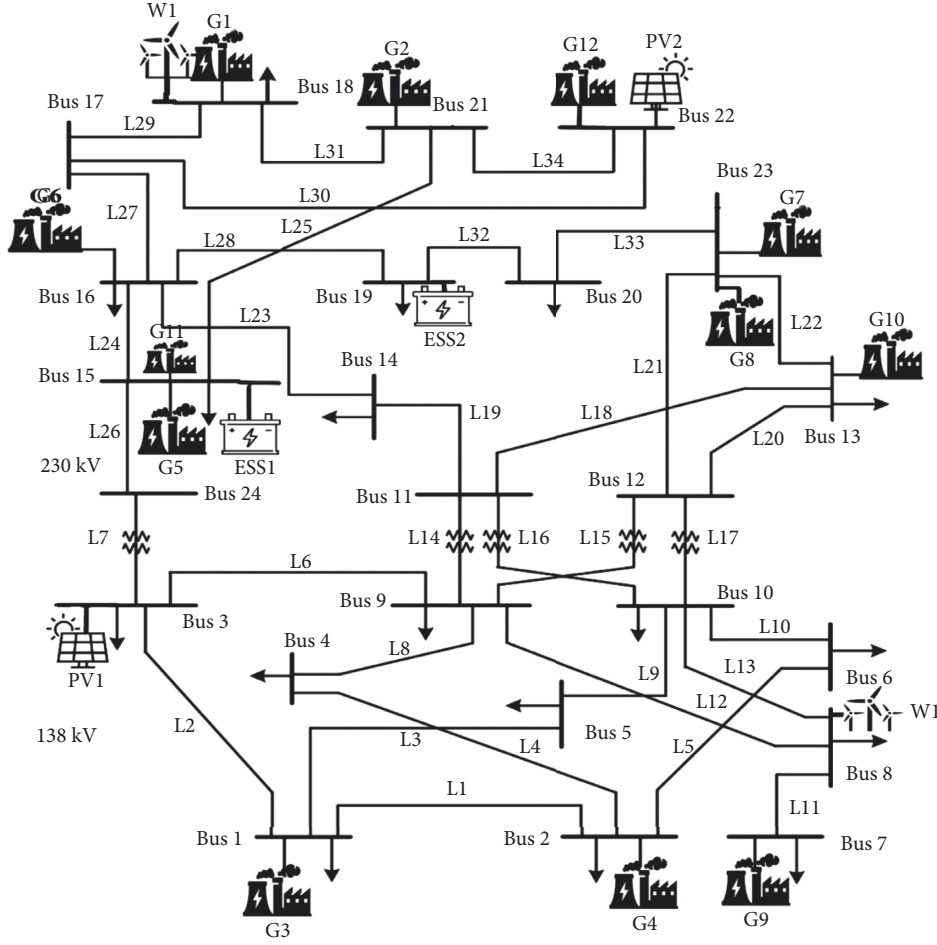 W1
G1
G2
G12
PV2
Bus 18
Bus 21
Bus 22
Bus 17
L29
L31
L34
Bus 23
L30
G6
G7
L27
L28
L25
L32
L33
Bus 16
Bus 19
Bus 20
L23
ESS2
G8
L22
G10
L24
G11
Bus 14
L21
Bus 15
L19
L18
L26
L20
Bus 13
230 kV
G5
ESS1
Bus 24
Bus 11
Bus 12
L7
L14
L16
L15
L17
L6
Bus 3
Bus 9
Bus 10
Bus 4
L10
PV1
L8
L9
L13
Bus 6
L12
W1
138 kV
L2
L3
L4
Bus 5
L5
Bus 8
L1
L11
Bus 1
Bus 2
Bus 7
G3
G4
G9